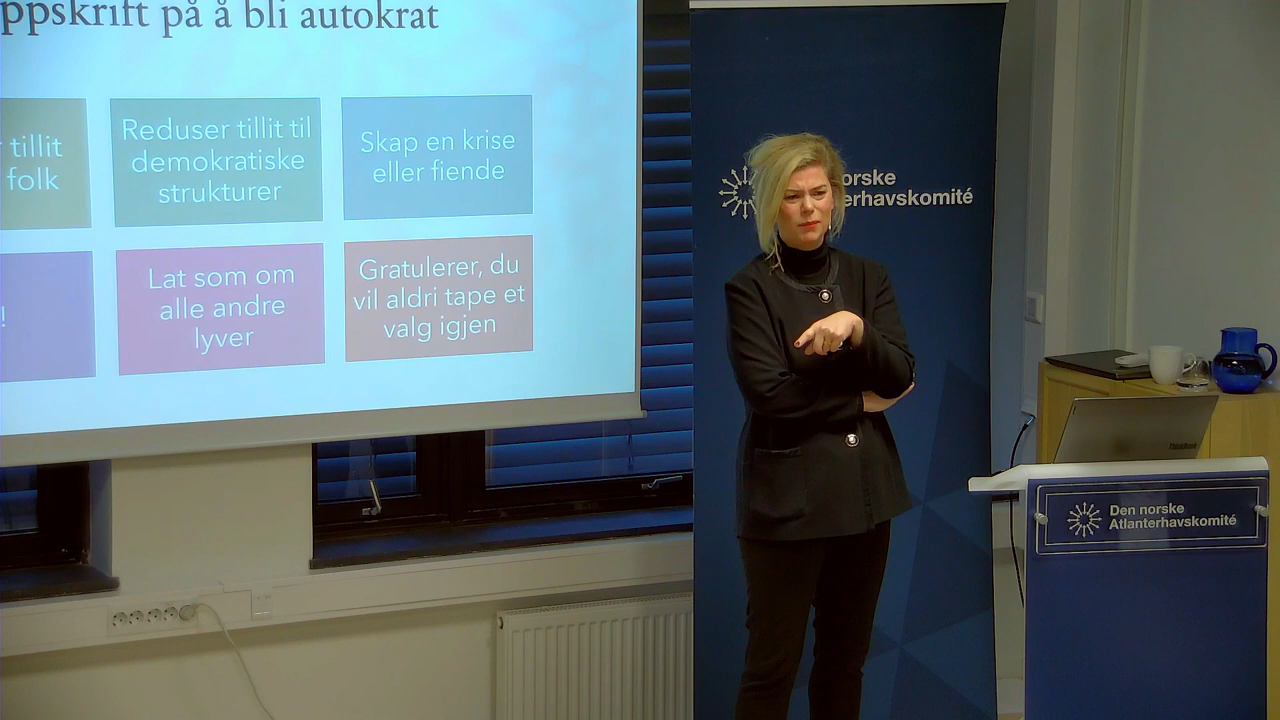 ppskrift på å bli autokrat
tillit
folk
Reduser tillit til
demokratiske
strukturer
Skap en krise
eller fiende
!
Lat som om
alle andre
lyver
Gratulerer, du
vil aldri tape et
valg igjen
orske
erhavskomité
Den norske
Atlanterhavskomité